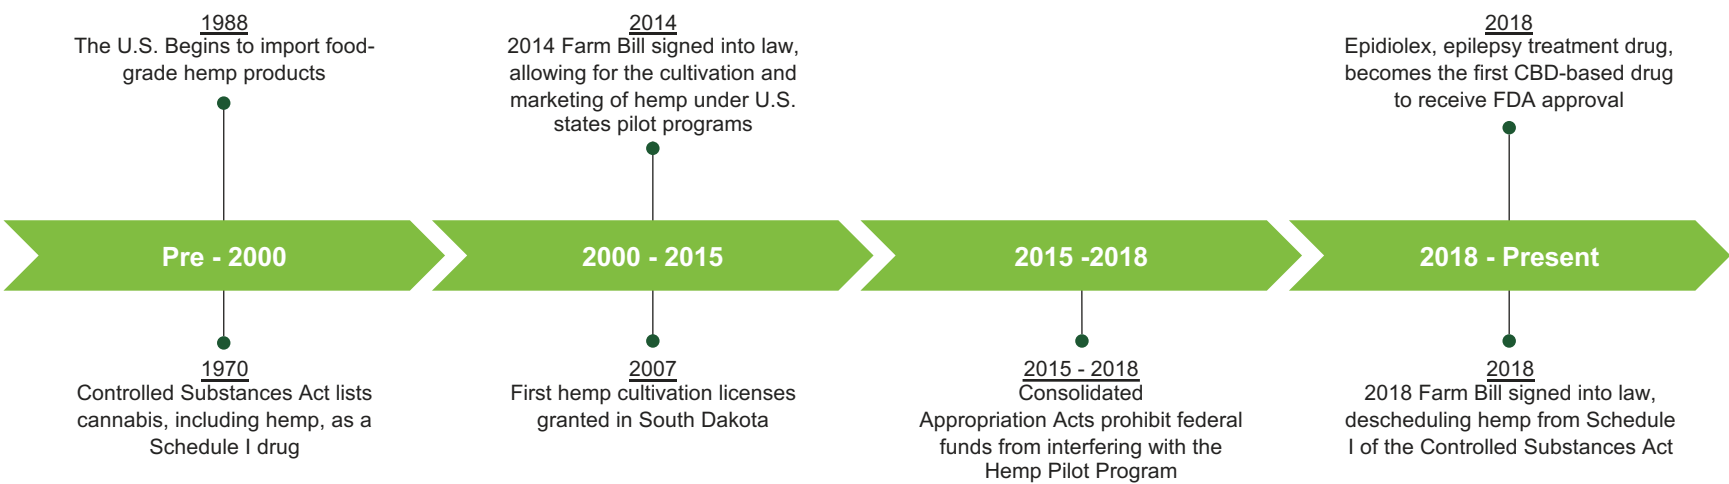 1988
The U.S. Begins to import food-
grade hemp products
2014
2014 Farm Bill signed into law,
allowing for the cultivation and
marketing of hemp under U.S.
states pilot programs
2018
Epidiolex, epilepsy treatment drug,
becomes the first CBD-based drug
to receive FDA approval
Pre - 2000
2000 - 2015
2015 -2018
2018 - Present
1970
Controlled Substances Act lists
cannabis, including hemp, as a
Schedule I drug
2007
First hemp cultivation licenses
granted in South Dakota
2015 - 2018
Consolidated
Appropriation Acts prohibit federal
funds from interfering with the
Hemp Pilot Program
2018
2018 Farm Bill signed into law,
descheduling hemp from Schedule
I of the Controlled Substances Act